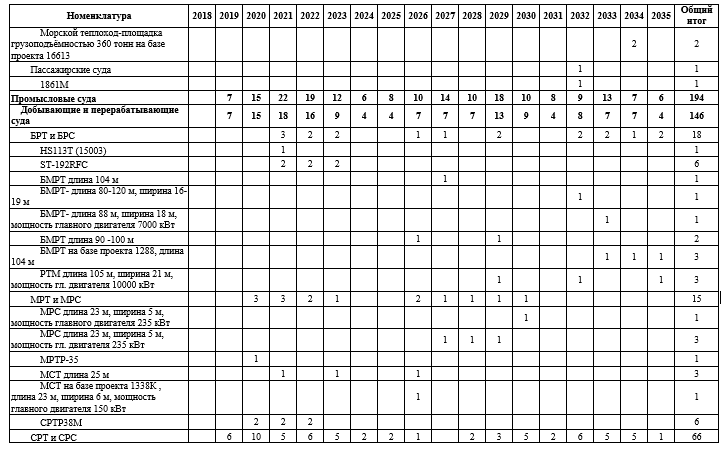 Номенклатура 2018 2019 2020 2021 2022 2023 2024 2025 2026 2027 2028 2029 2030 2031 2032 2033 2034 2035 Общий
итог
Морской теплоход-площадка
грузоподъёмностью 360 тонн на базе
проекта 16613
2 2
Пассажирские суда 1 1
1861М 1 1
Промысловые суда 7 15 22 19 12 6 8 10 14 10 18 10 8 9 13 7 6 194
Добывающие и перерабатывающие
суда
7 15 18 16 9 4 4 7 7 7 13 9 4 8 7 7 4 146
БРТ и БРС 3 2 2 1 1 2 2 2 1 2 18
HS113T (15003) 1 1
ST-192RFC 2 2 2 6
БМРТ длина 104 м 1 1
БМРТ- длина 80-120 м, ширина 16-
19 м
1 1
БМРТ- длина 88 м, ширина 18 м,
мощность главного двигателя 7000 кВт
1 1
БМРТ длина 90 -100 м 1 1 2
БМРТ на базе проекта 1288, длина
104 м
1 1 1 3
РТМ длина 105 м, ширина 21 м,
мощность гл. двигателя 10000 кВт
1 1 1 3
МРТ и МРС 3 3 2 1 2 1 1 1 1 15
МРС длина 23 м, ширина 5 м,
мощность главного двигателя 235 кВт
1 1
МРС длина 23 м, ширина 5 м,
мощность гл. двигателя 235 кВт
1 1 1 3
МРТР-35 1 1
МСТ длина 25 м 1 1 1 3
МСТ на базе проекта 1338К ,
длина 23 м, ширина 6 м, мощность
главного двигателя 150 кВт
1 1
СРТР38М 2 2 2 6
СРТ и СРС 6 10 5 6 5 2 2 1 2 3 5 2 6 5 5 1 66